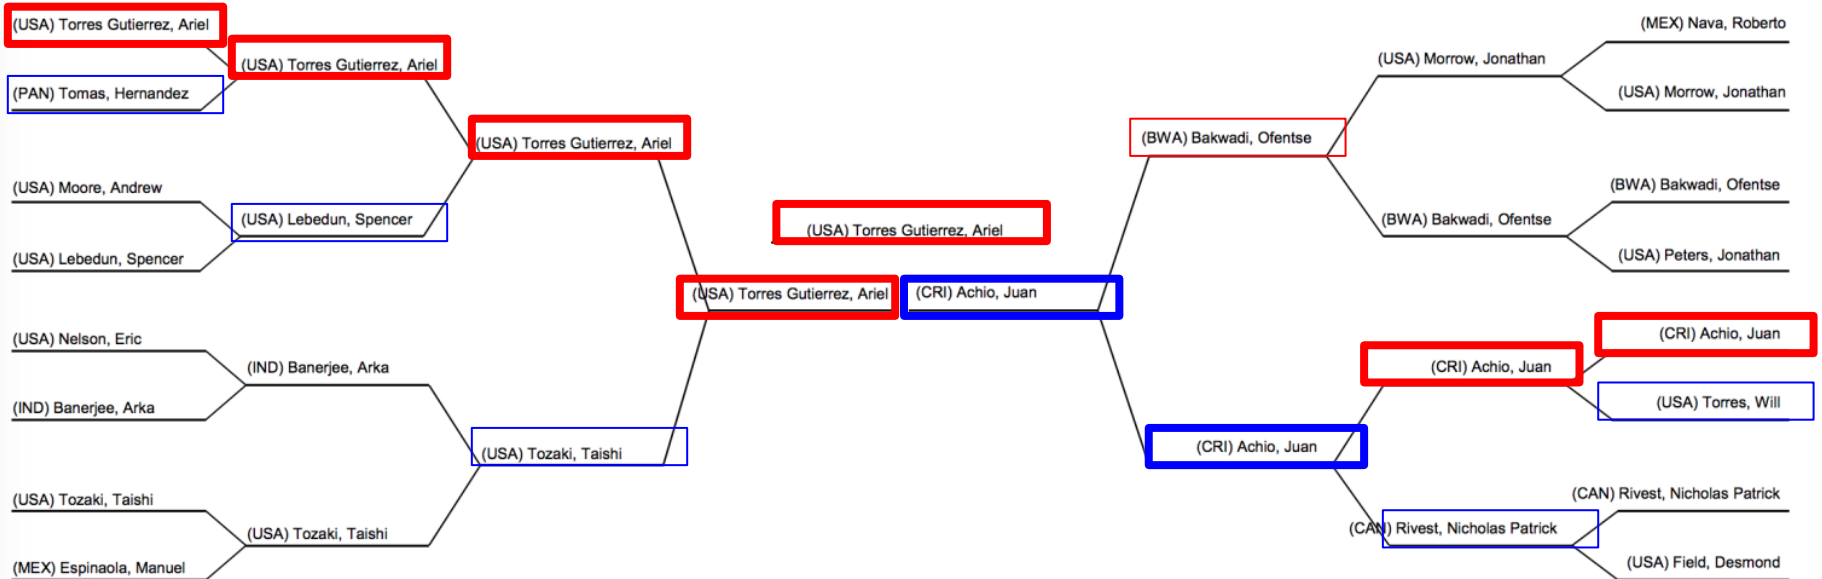 (USA) Torres Gutierrez, Ariel
(PAN) Tomas, Hernandez
(USA) Moore, Andrew
(USA) Lebedun, Spencer
(USA) Nelson, Eric
(IND) Banerjee, Arka
(USA) Tozaki, Taishi
(MEX) Espinaola, Manuel
(USA) Torres Gutierrez, Ariel
(USA) Lebedun, Spencer
(IND) Banerjee, Arka
(USA) Tozaki, Taishi
(USA) Torres Gutierrez, Ariel
(USA) Tozaki, Taishi
(USA) Torres Gutierrez, Ariel
(USA) Torres Gutierrez, Ariel
(CRI) Achio, Juan
(BWA) Bakwadi, Ofentse
(CRI) Achio, Juan
(USA) Morrow, Jonathan
(BWA) Bakwadi, Ofentse
(CRI) Achio, Juan
(CAN) Rivest, Nicholas Patrick
(MEX) Nava, Roberto
(USA) Morrow, Jonathan
(BWA) Bakwadi, Ofentse
(USA) Peters, Jonathan
(CRI) Achio, Juan
(USA) Torres, Will
(CAN) Rivest, Nicholas Patrick
(USA) Field, Desmond